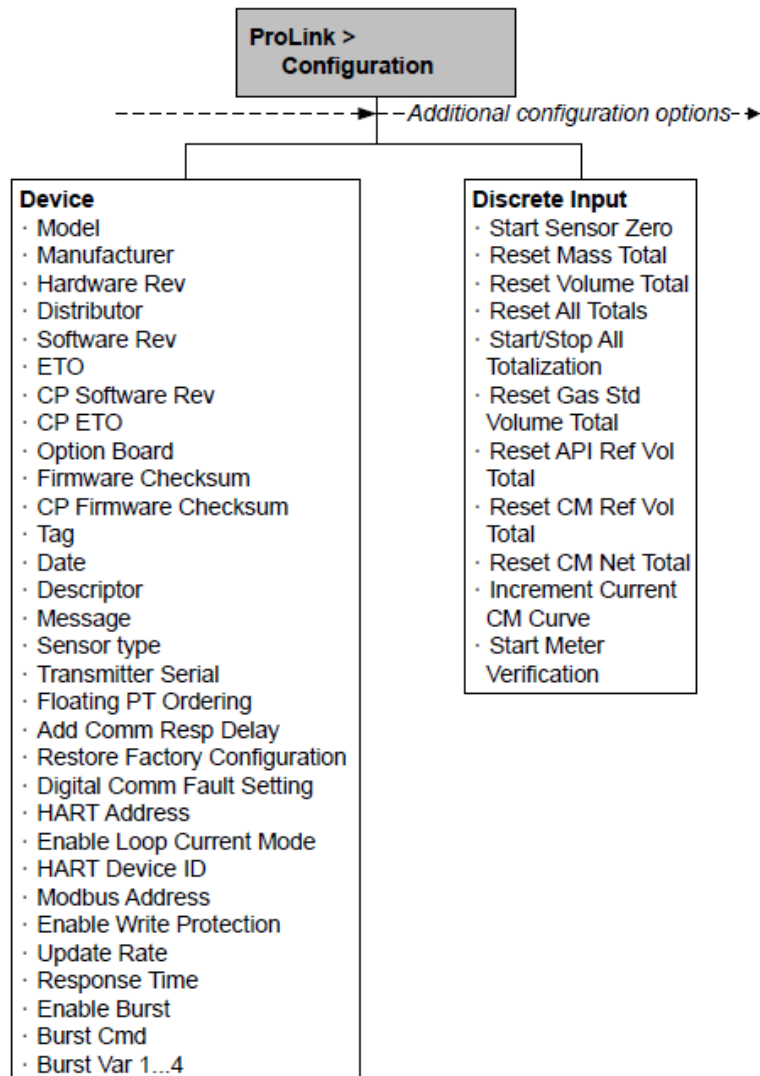 ProLink >
Configuration
Additional configuration options
Device
· Model
· Manufacturer
· Hardware Rev
· Distributor
· Software Rev
· ETO
· CP Software Rev
· CP ETO
· Option Board
· Firmware Checksum
· CP Firmware Checksum
· Tag
· Date
· Descriptor
· Message
· Sensor type
· Transmitter Serial
· Floating PT Ordering
· Add Comm Resp Delay
· Restore Factory Configuration
· Digital Comm Fault Setting
· HART Address
· Enable Loop Current Mode
· HART Device ID
· Modbus Address
· Enable Write Protection
· Update Rate
· Response Time
· Enable Burst
· Burst Cmd
· Burst Var 1...4
Discrete Input
· Start Sensor Zero
· Reset Mass Total
· Reset Volume Total
· Reset All Totals
· Start/Stop All
Totalization
· Reset Gas Std
Volume Total
· Reset API Ref Vol
Total
· Reset CM Ref Vol
Total
· Reset CM Net Total
· Increment Current
CM Curve
· Start Meter
Verification